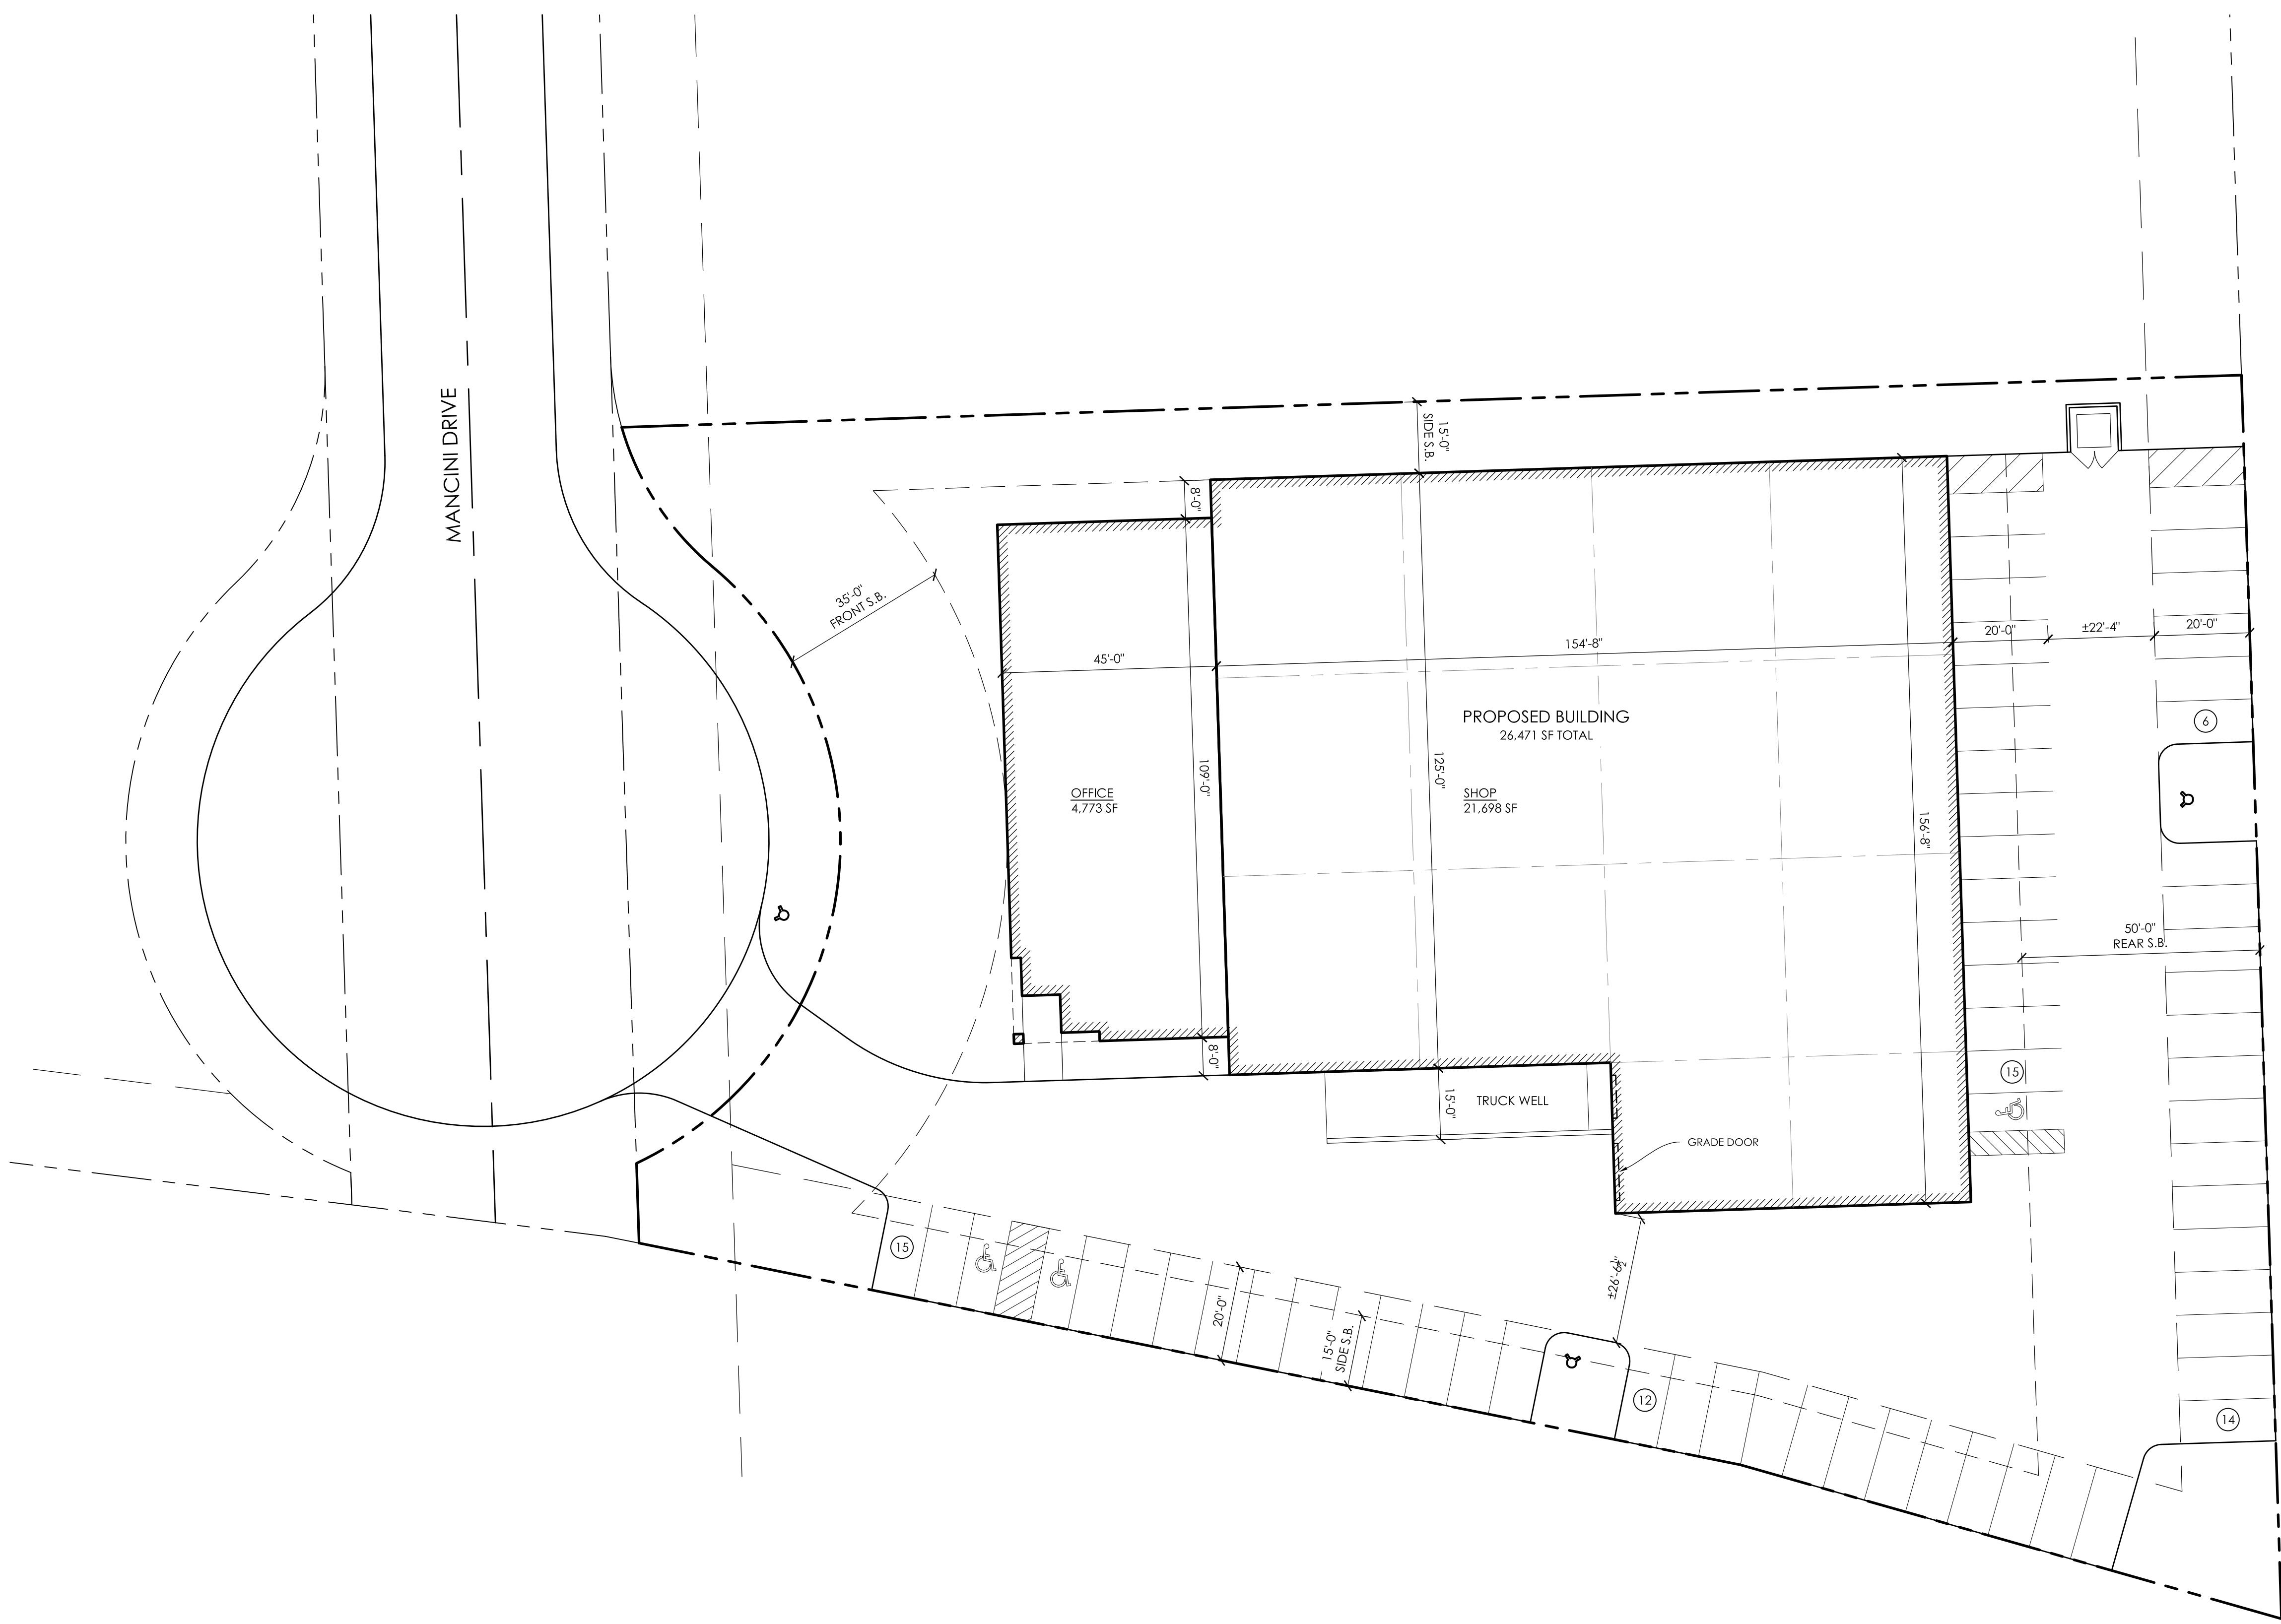 MANCINI DRIVE
15'-0"
SIDE S.B.
8'-0"
35'-0"
FRONT S.B.
45'-0"
154'-8"
20'-0"
±22'-4"
20'-0"
PROPOSED BUILDING
26,471 SF TOTAL
6
109'-0"
125'-0"
OFFICE
4,773 SF
SHOP
21,698 SF
156'-8"
50'-0"
REAR S.B.
8'-0"
15'-0"
TRUCK WELL
15
GRADE DOOR
15
±26'-6½"
20'-0"
15'-0"
SIDE S.B.
12
14